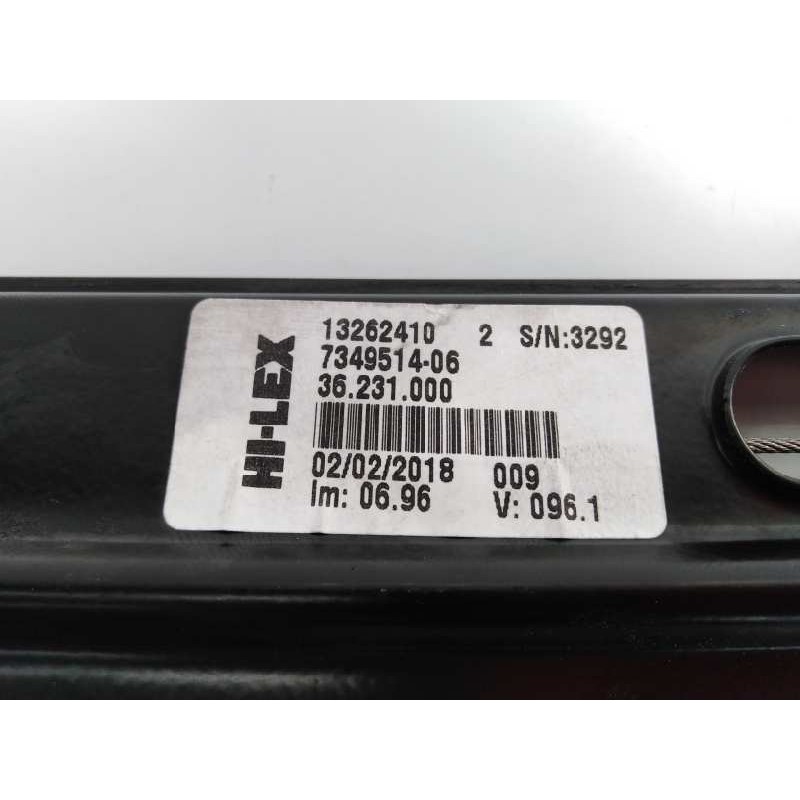 HI-LEX
13262410 2 S/N:3292
7349514-06
36.231.000
02/02/2018 009
Im: 06.96 V: 096.1